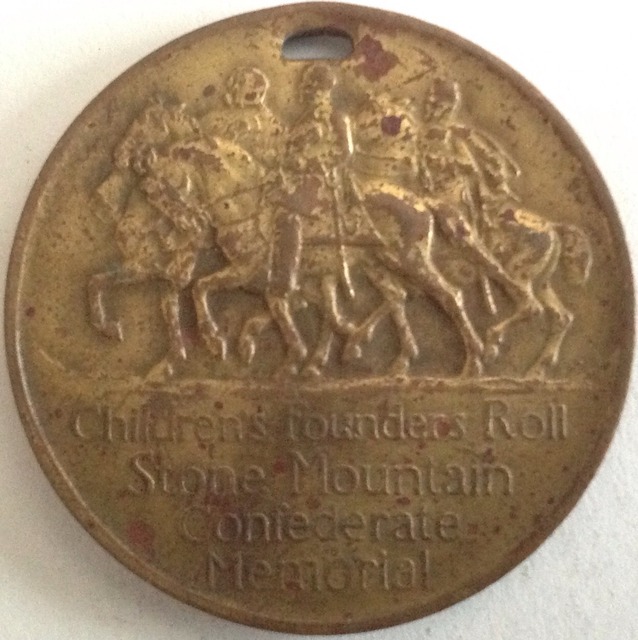 Children's Founders Roll
Stone Mountain
Confederate
Memorial